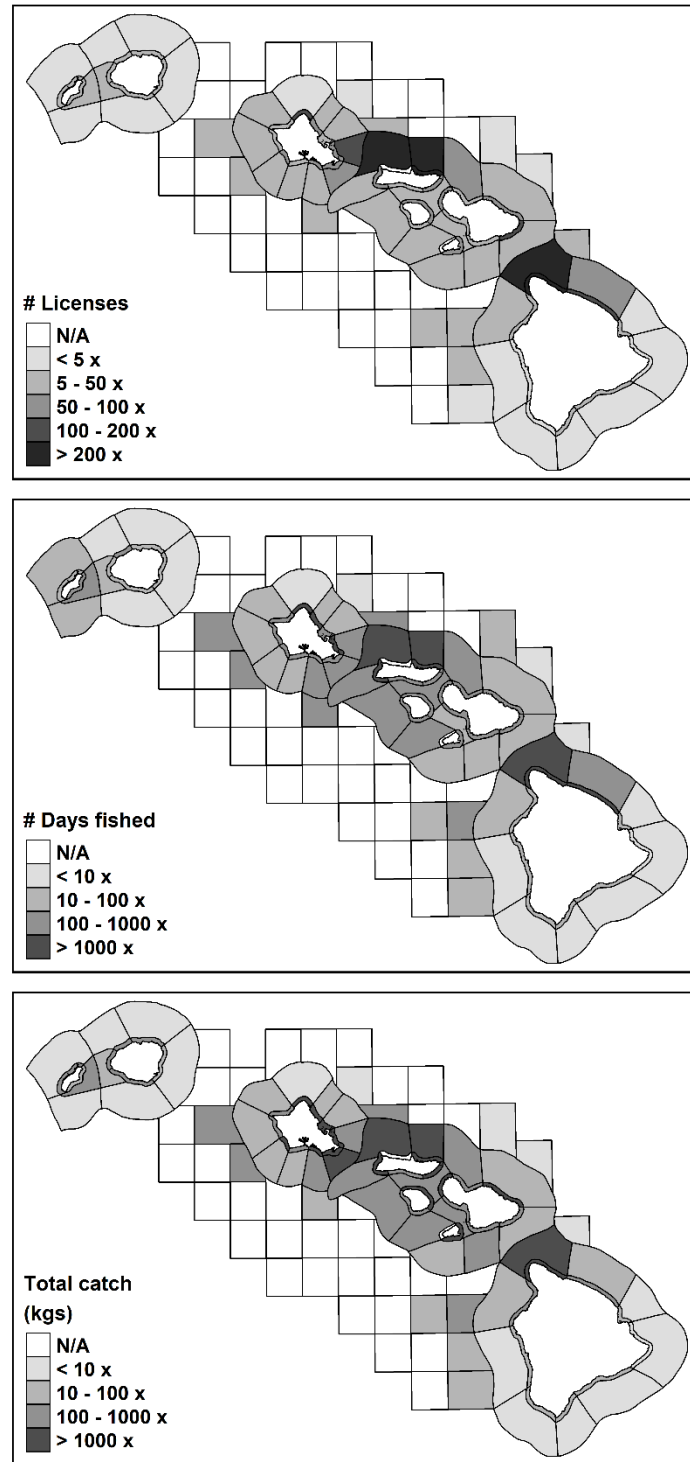 # Licenses
N/A
< 5 x
5 - 50 x
50 - 100 x
100 - 200 x
> 200 x
# Days fished
N/A
< 10 x
10 - 100 x
100 - 1000 x
> 1000 x
Total catch
(kgs)
N/A
< 10 x
10 - 100 x
100 - 1000 x
> 1000 x